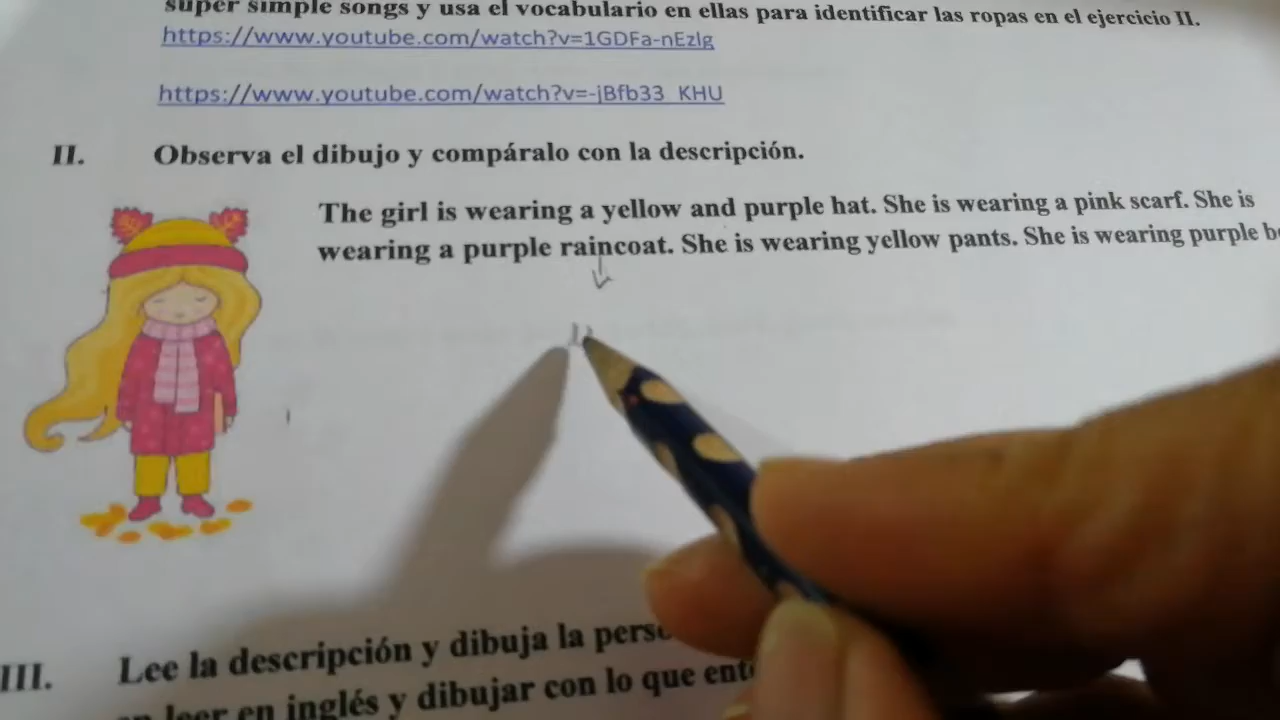 super simple songs y usa el vocabulario en ellas para identificar las ropas en el ejercicio II.
https://www.youtube.com/watch?v=1GDFa-nEzlg
https://www.youtube.com/watch?v=-jBfb33_KHU
II. Observa el dibujo y compáralo con la descripción.
The girl is wearing a yellow and purple hat. She is wearing a pink scarf. She is
wearing a purple raincoat. She is wearing yellow pants. She is wearing purple
III. Lee la descripción y dibuja la
leer en inglés y dibujar con lo que